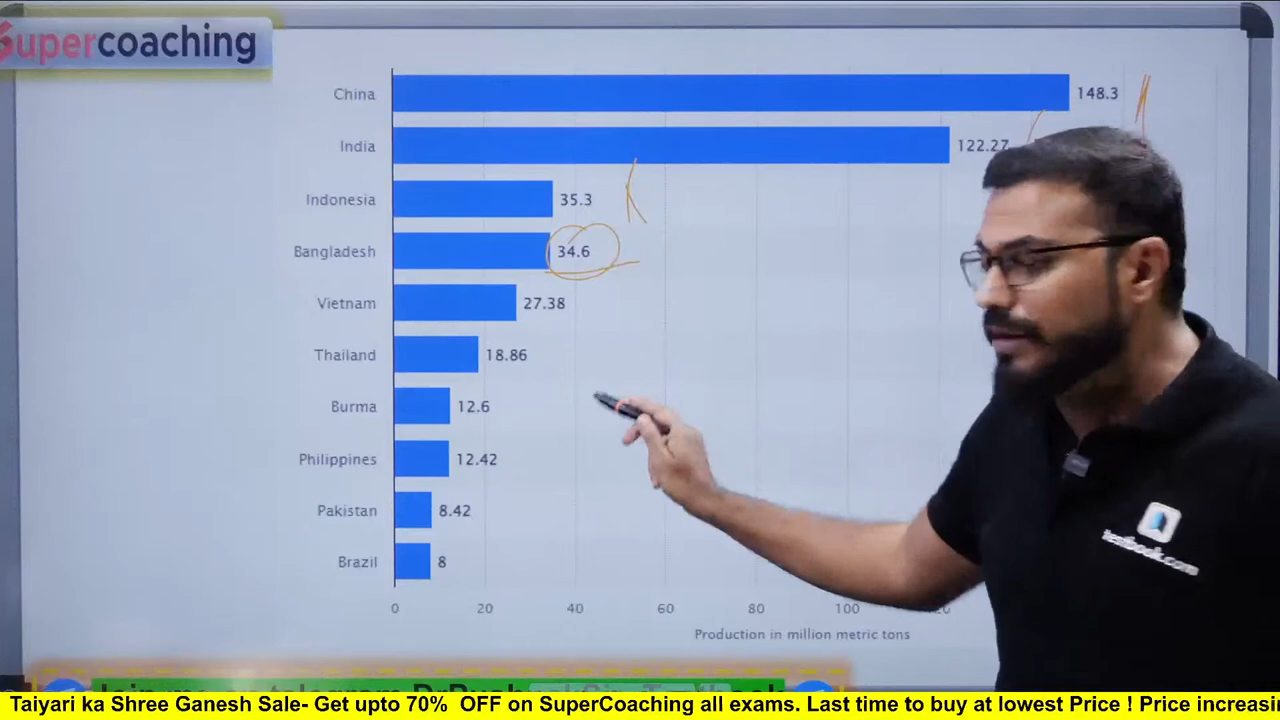 Supercoaching
China 148.3
India 122.27
Indonesia 35.3
Bangladesh 34.6
Vietnam 27.38
Thailand 18.86
Burma 12.6
Philippines 12.42
Pakistan 8.42
Brazil 8
0 20 40 60 80 100
Production in million metric tons
testbook.com
Taiyari ka Shree Ganesh Sale- Get upto 70% OFF on SuperCoaching all exams. Last time to buy at lowest Price ! Price increasi